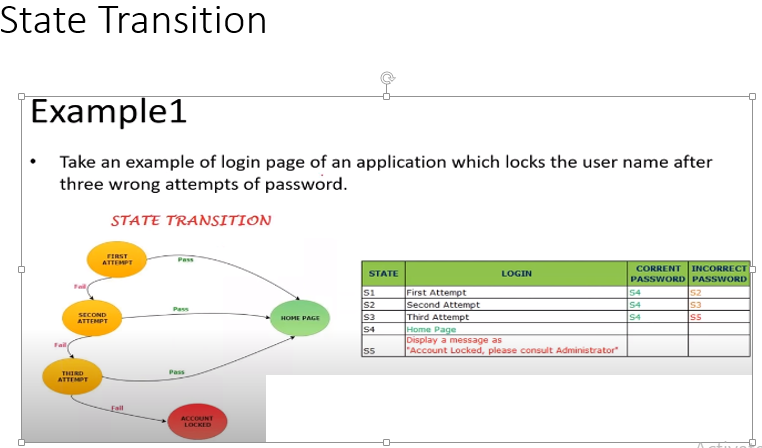 State Transition
Example1
• Take an example of login page of an application which locks the user name after
three wrong attempts of password.
STATE TRANSITION
FIRST
ATTEMPT
Pass
Fail
SECOND
ATTEMPT
Pass
HOME PAGE
Fail
THIRD
ATTEMPT
Pass
Fail
ACCOUNT
LOCKED
STATE LOGIN CORRENT PASSWORD INCORRECT PASSWORD
S1 First Attempt S4 S2
S2 Second Attempt S4 S3
S3 Third Attempt S4 S5
S4 Home Page
Display a message as
S5 "Account Locked, please consult Administrator"